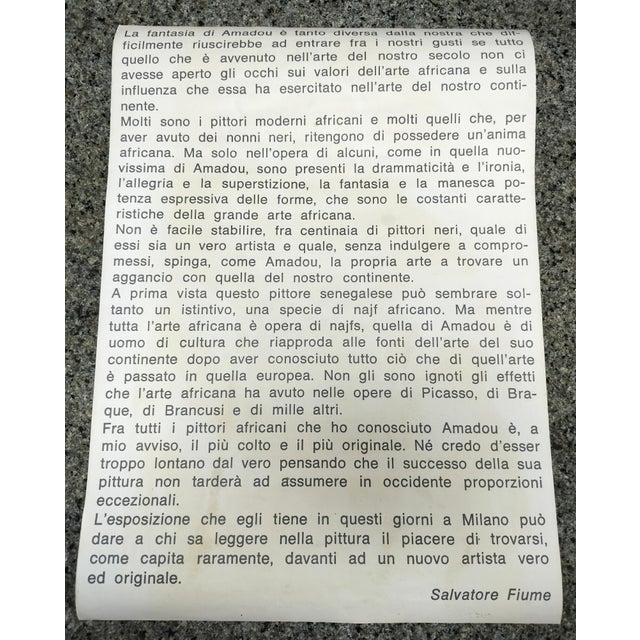 La fantasia di Amadou è tanto diversa dalla nostra che dif-
ficilmente riuscirebbe ad entrare fra i nostri gusti se tutto
quello che è avvenuto nell'arte del nostro secolo non ci
avesse aperto gli occhi sui valori dell'arte africana e sulla
influenza che essa ha esercitato nell'arte del nostro conti-
nente.
Molti sono i pittori moderni africani e molti quelli che, per
aver avuto dei nonni neri, ritengono di possedere un'anima
africana. Ma solo nell'opera di alcuni, come in quella nuo-
vissima di Amadou, sono presenti la drammaticità e l'ironia,
l'allegria e la superstizione, la fantasia e la manesca po-
tenza espressiva delle forme, che sono le costanti caratte-
ristiche della grande arte africana.
Non è facile stabilire, fra centinaia di pittori neri, quale di
essi sia un vero artista e quale, senza indulgere a compro-
messi, spinga, come Amadou, la propria arte a trovare un
aggancio con quella del nostro continente.
A prima vista questo pittore senegalese può sembrare sol-
tanto un istintivo, una specie di najf africano. Ma mentre
tutta l'arte africana è opera di najfs, quella di Amadou è di
uomo di cultura che riapproda alle fonti dell'arte del suo
continente dopo aver conosciuto tutto ciò che di quell'arte
è passato in quella europea. Non gli sono ignoti gli effetti
che l'arte africana ha avuto nelle opere di Picasso, di Bra-
que, di Brancusi e di mille altri.
Fra tutti i pittori africani che ho conosciuto Amadou è, a
mio avviso, il più colto e il più originale. Né credo d'esser
troppo lontano dal vero pensando che il successo della sua
pittura non tarderà ad assumere in occidente proporzioni
eccezionali.
L'esposizione che egli tiene in questi giorni a Milano può
dare a chi sa leggere nella pittura il piacere di trovarsi,
come capita raramente, davanti ad un nuovo artista vero
ed originale.
Salvatore Fiume